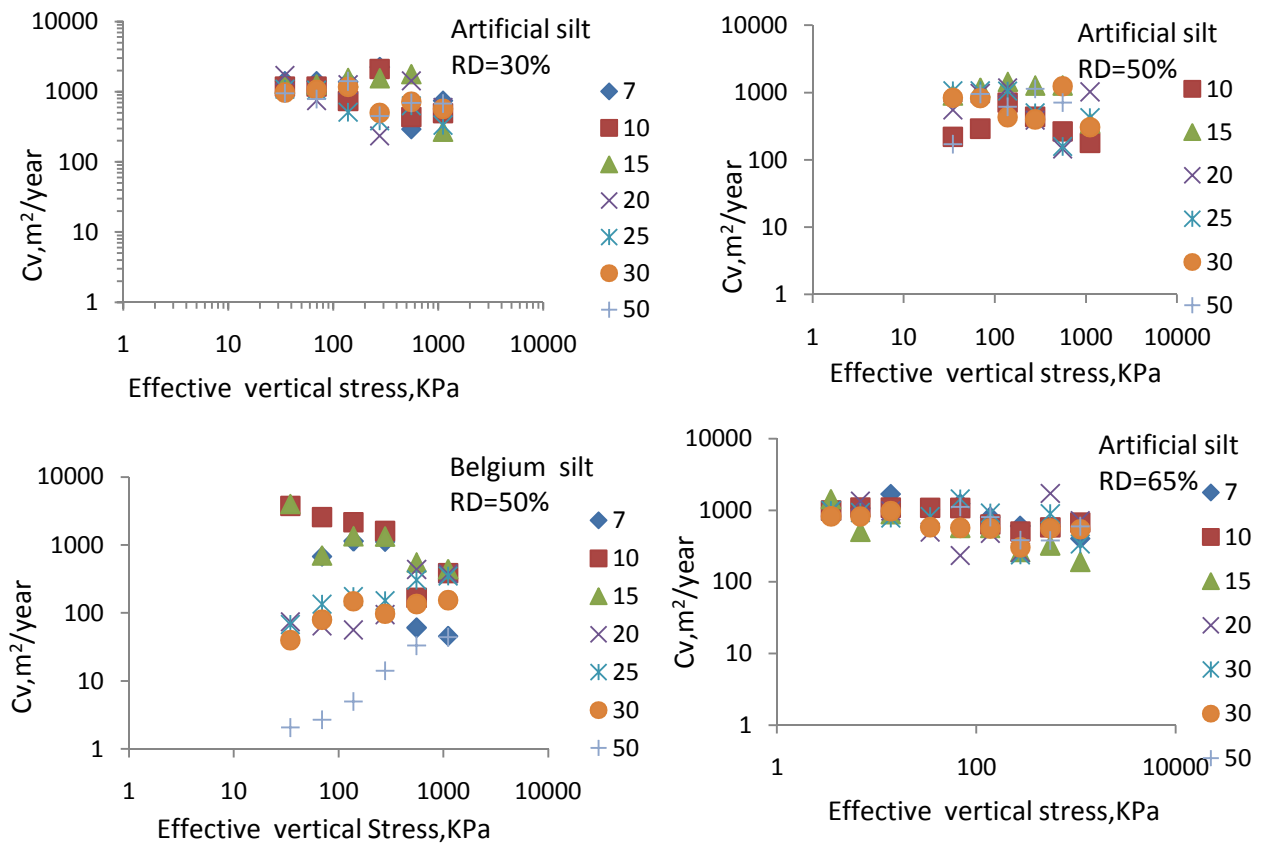 Artificial silt
RD=30%
10000
1000
100
10
1
Cv,m²/year
1 10 100 1000 10000
Effective vertical stress,KPa
7
10
15
20
25
30
50
Artificial silt
RD=50%
10000
1000
100
10
1
Cv,m²/year
1 10 100 1000 10000
Effective vertical stress,KPa
10
15
20
25
30
50
Belgium silt
RD=50%
10000
1000
100
10
1
Cv,m²/year
1 10 100 1000 10000
Effective vertical Stress,KPa
7
10
15
20
25
30
50
Artificial silt
RD=65%
10000
1000
100
10
1
Cv,m²/year
1 100 10000
Effective vertical stress,KPa
7
10
15
20
30
30
50